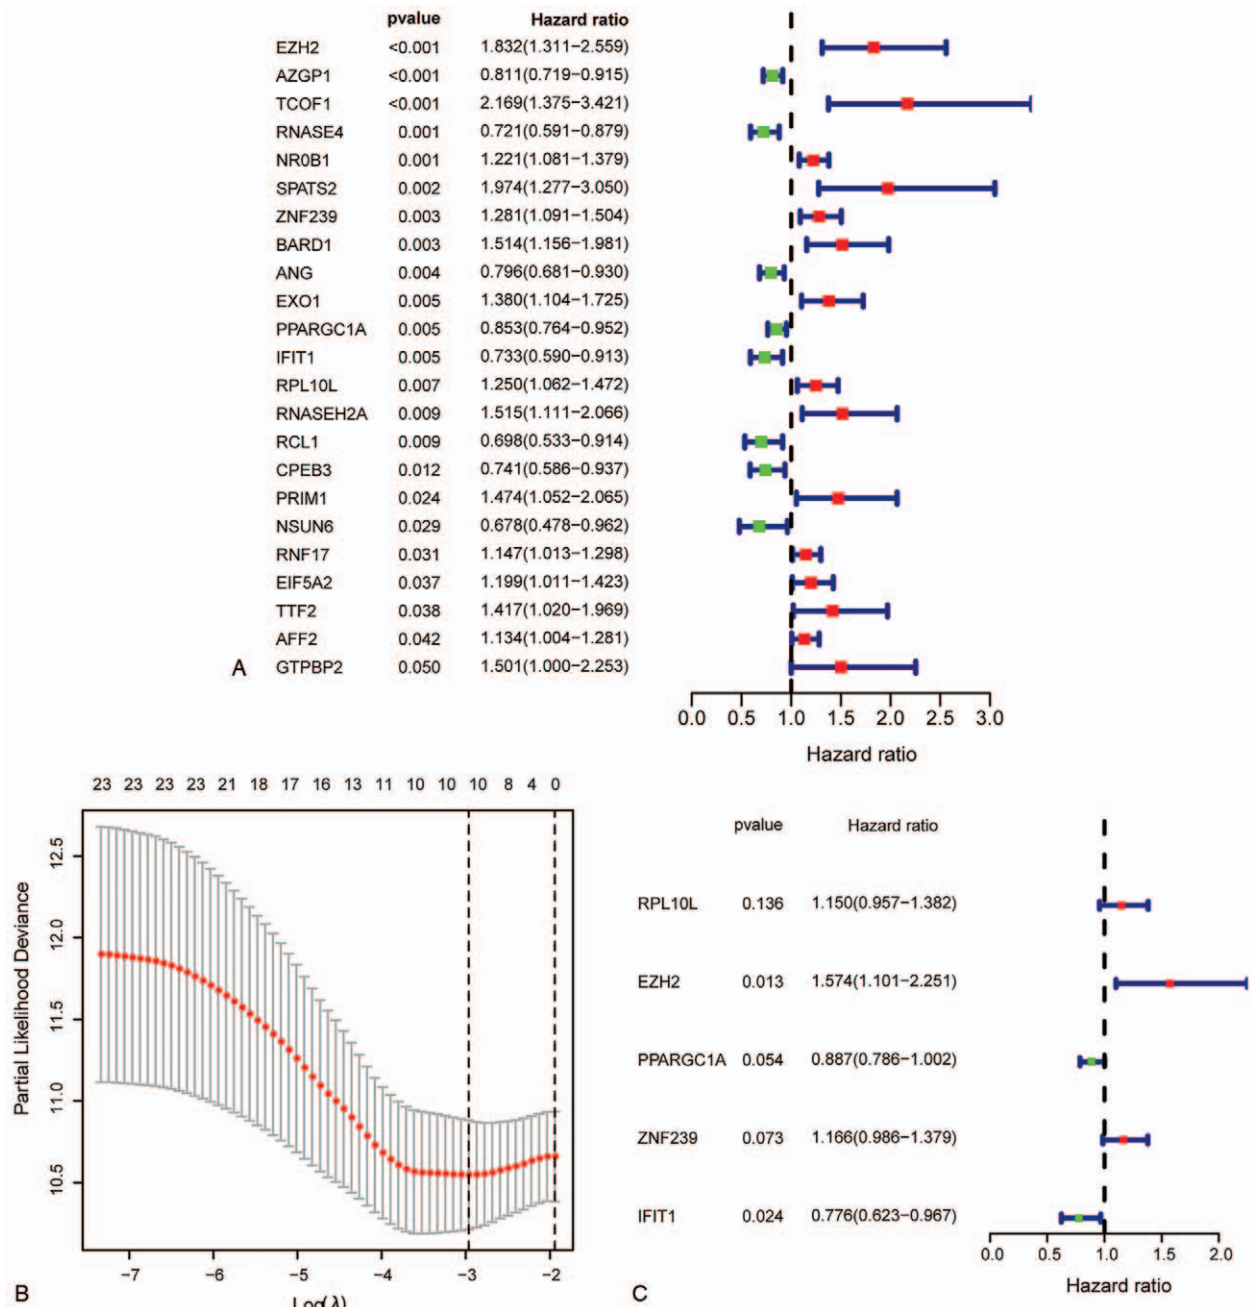 pvalue Hazard ratio
EZH2 <0.001 1.832(1.311−2.559)
AZGP1 <0.001 0.811(0.719−0.915)
TCOF1 <0.001 2.169(1.375−3.421)
RNASE4 0.001 0.721(0.591−0.879)
NR0B1 0.001 1.221(1.081−1.379)
SPATS2 0.002 1.974(1.277−3.050)
ZNF239 0.003 1.281(1.091−1.504)
BARD1 0.003 1.514(1.156−1.981)
ANG 0.004 0.796(0.681−0.930)
EXO1 0.005 1.380(1.104−1.725)
PPARGC1A 0.005 0.853(0.764−0.952)
IFIT1 0.005 0.733(0.590−0.913)
RPL10L 0.007 1.250(1.062−1.472)
RNASEH2A 0.009 1.515(1.111−2.066)
RCL1 0.009 0.698(0.533−0.914)
CPEB3 0.012 0.741(0.586−0.937)
PRIM1 0.024 1.474(1.052−2.065)
NSUN6 0.029 0.678(0.478−0.962)
RNF17 0.031 1.147(1.013−1.298)
EIF5A2 0.037 1.199(1.011−1.423)
TTF2 0.038 1.417(1.020−1.969)
AFF2 0.042 1.134(1.004−1.281)
A GTPBP2 0.050 1.501(1.000−2.253)
0.0 0.5 1.0 1.5 2.0 2.5 3.0
Hazard ratio
23 23 23 23 21 18 17 16 13 11 10 10 10 8 4 0
12.5
12.0
11.5
11.0
10.5
Partial Likelihood Deviance
−7 −6 −5 −4 −3 −2
Log(λ)
B
pvalue Hazard ratio
RPL10L 0.136 1.150(0.957−1.382)
EZH2 0.013 1.574(1.101−2.251)
PPARGC1A 0.054 0.887(0.786−1.002)
ZNF239 0.073 1.166(0.986−1.379)
IFIT1 0.024 0.776(0.623−0.967)
0.0 0.5 1.0 1.5 2.0
Hazard ratio
C